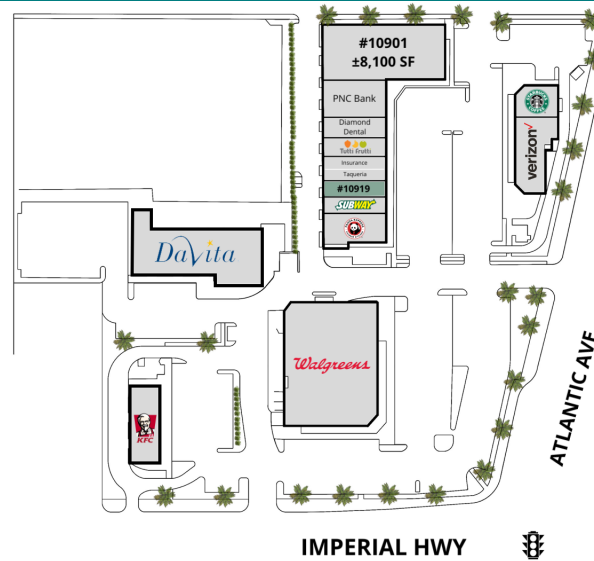 #10901
±8,100 SF
PNC Bank
Diamond
Dental
Tutti Frutti
Insurance
Taqueria
#10919
SUBWAY
verizon
DaVita
Walgreens
KFC
ATLANTIC AVE
IMPERIAL HWY